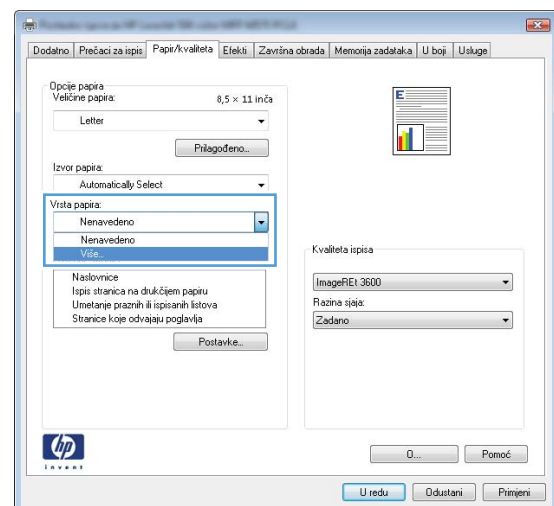 Dodatno Prečaci za ispis Papir/kvaliteta Efekti Završna obrada Memorija zadataka U boji Usluge
Opcije papira
Veličine papira: 8,5 × 11 inča
Letter
Prilagođeno...
Izvor papira:
Automatically Select
Vrsta papira:
Nenavedeno
Nenavedeno
Više...
Naslovnice
Ispis stranica na drukčijem papiru
Umetanje praznih ili ispisanih listova
Stranice koje odvajaju poglavlja
Postavke...
E
Kvaliteta ispisa
ImageREt 3600
Razina sjaja:
Zadano
hp
invent
O... Pomoć
U redu Odustani Primjeni